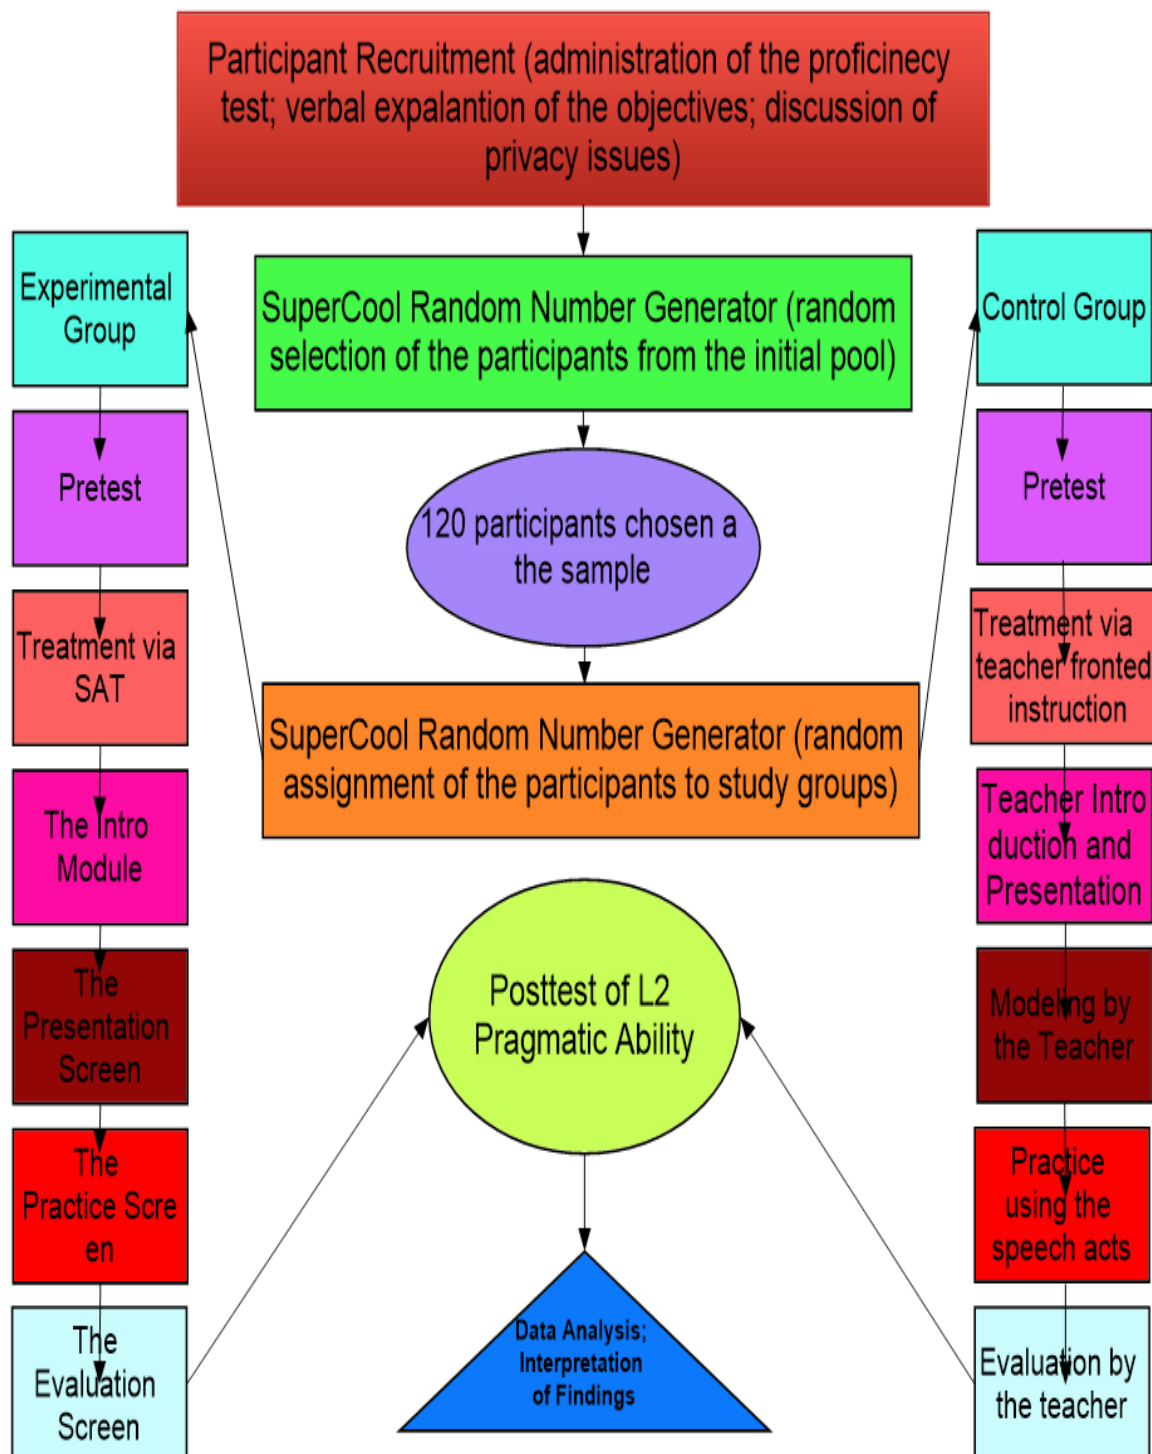 Participant Recruitment (administration of the proficinecy
test; verbal expalantion of the objectives; discussion of
privacy issues)
SuperCool Random Number Generator (random
selection of the participants from the initial pool)
120 participants chosen a
the sample
SuperCool Random Number Generator (random
assignment of the participants to study groups)
Experimental
Group
Pretest
Treatment via
SAT
The Intro
Module
The
Presentation
Screen
The
Practice Scre
en
The
Evaluation
Screen
Control Group
Pretest
Treatment via
teacher fronted
instruction
Teacher Intro
duction and
Presentation
Modeling by
the Teacher
Practice
using the
speech acts
Evaluation by
the teacher
Posttest of L2
Pragmatic Ability
Data Analysis;
Interpretation
of Findings